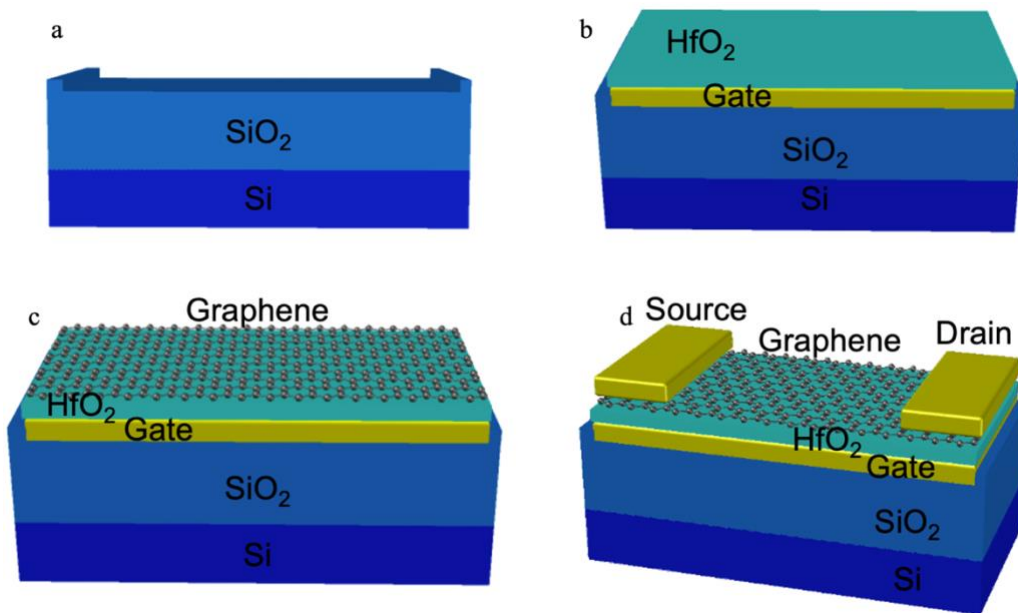 a
SiO₂
Si
b
HfO₂
Gate
SiO₂
Si
c
Graphene
HfO₂
Gate
SiO₂
Si
d
Source
Graphene
Drain
HfO₂
Gate
SiO₂
Si